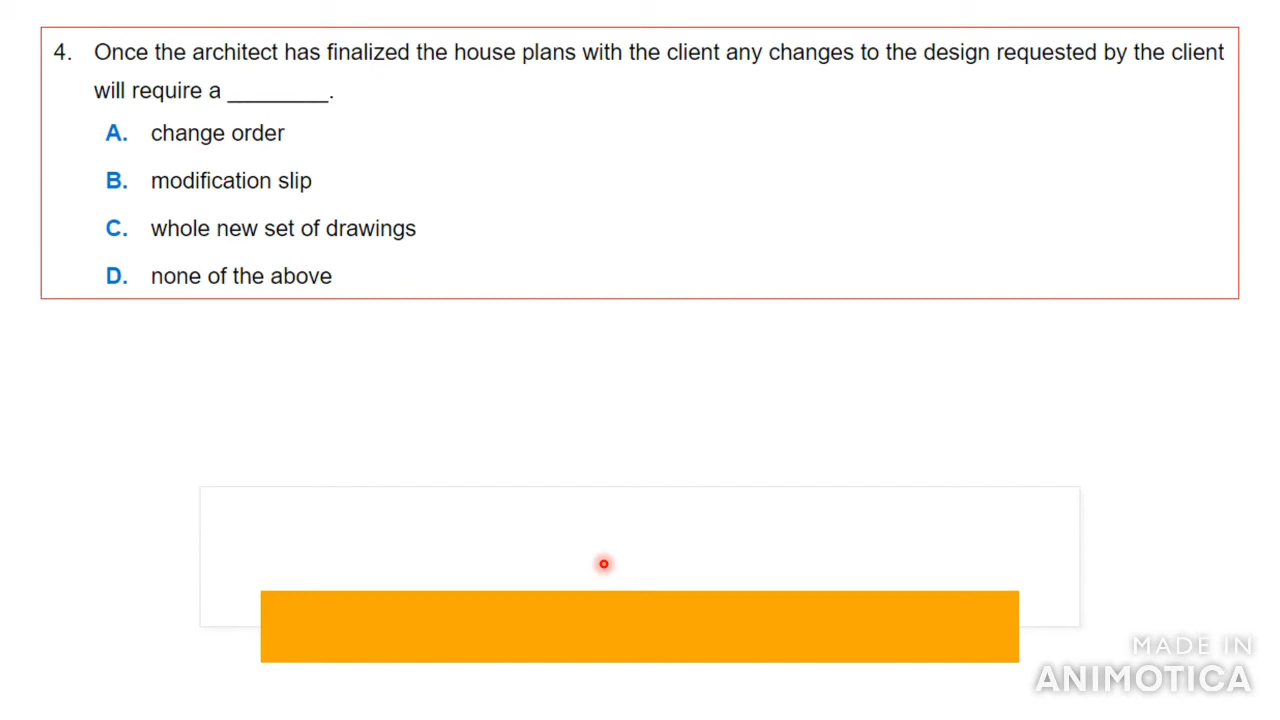 4. Once the architect has finalized the house plans with the client any changes to the design requested by the client
will require a ________.
A. change order
B. modification slip
C. whole new set of drawings
D. none of the above
MADE IN
ANIMOTICA